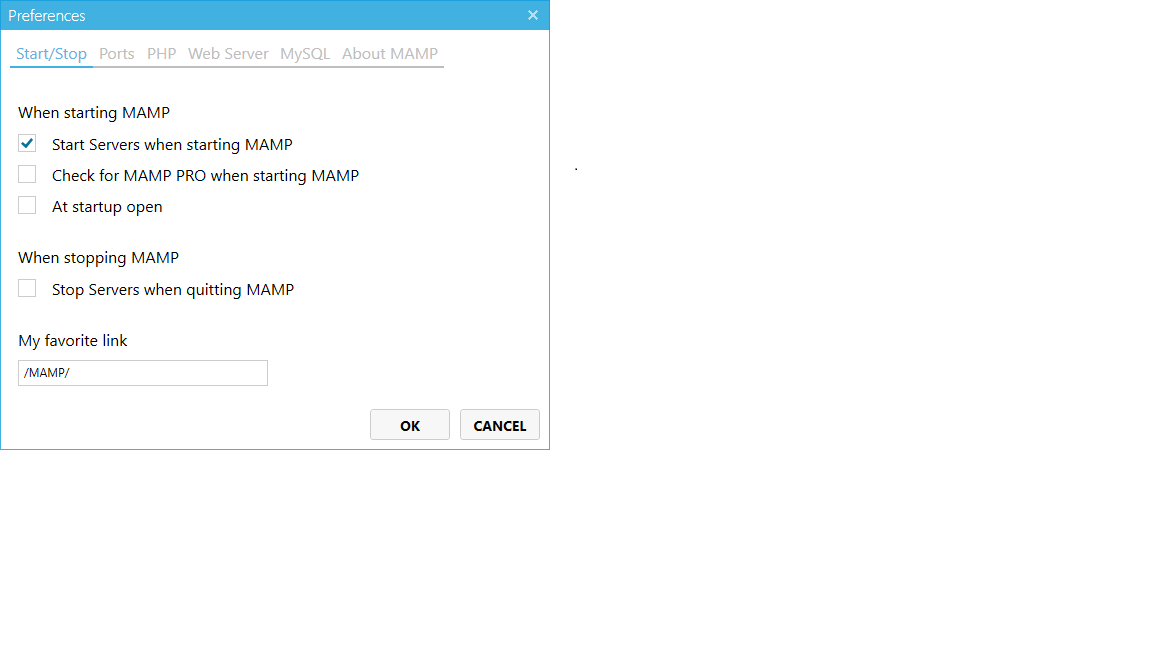 Preferences
Start/Stop Ports PHP Web Server MySQL About MAMP
When starting MAMP
Start Servers when starting MAMP
Check for MAMP PRO when starting MAMP
At startup open
When stopping MAMP
Stop Servers when quitting MAMP
My favorite link
/MAMP/
OK CANCEL